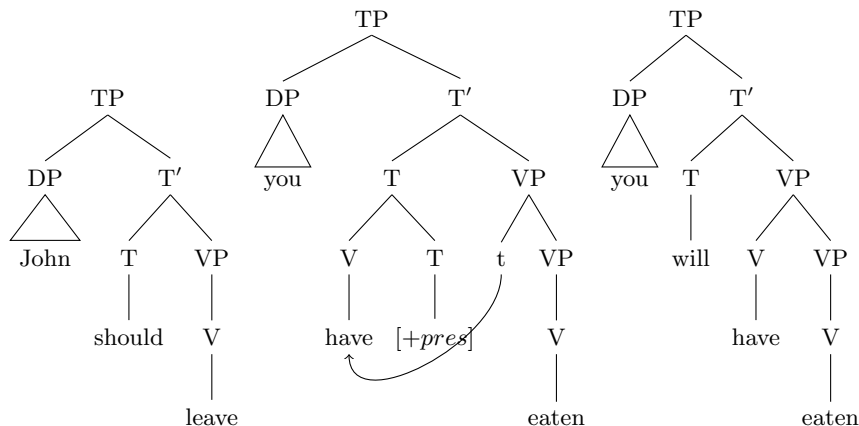 TP TP
DP T′ DP T′
TP
you you T VP
DP T′ T VP
John T VP V T t VP will V VP
should V have [+pres] V have V
leave eaten eaten